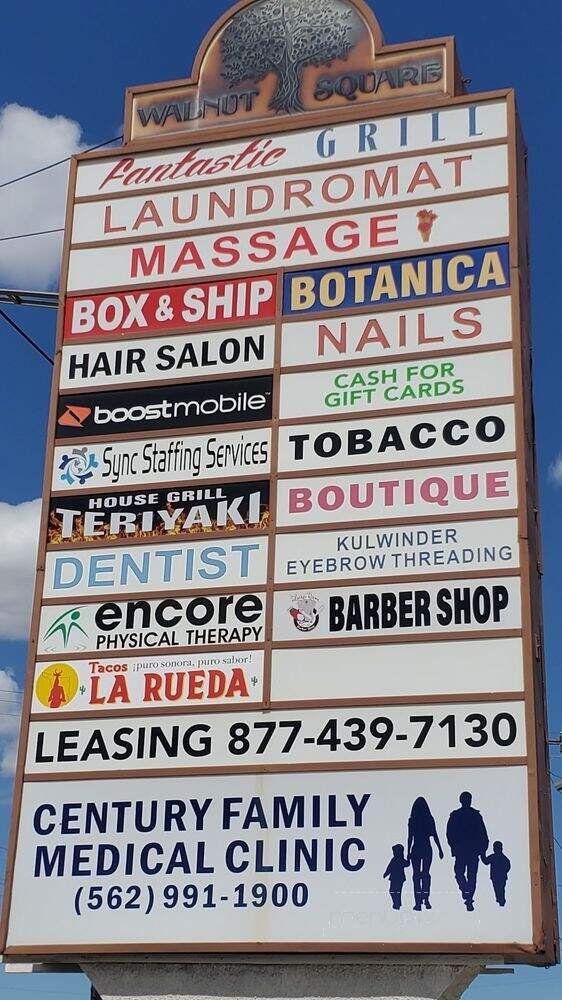 WALNUT SQUARE
Fantastic GRILL
LAUNDROMAT
MASSAGE
BOX & SHIP
BOTANICA
HAIR SALON
NAILS
boostmobile
CASH FOR
GIFT CARDS
Sync Staffing Services
TOBACCO
HOUSE GRILL
TERIYAKI
BOUTIQUE
DENTIST
KULWINDER
EYEBROW THREADING
encore
PHYSICAL THERAPY
BARBER SHOP
Tacos ¡puro sonora, puro sabor!
LA RUEDA
LEASING 877-439-7130
CENTURY FAMILY
MEDICAL CLINIC
(562) 991-1900